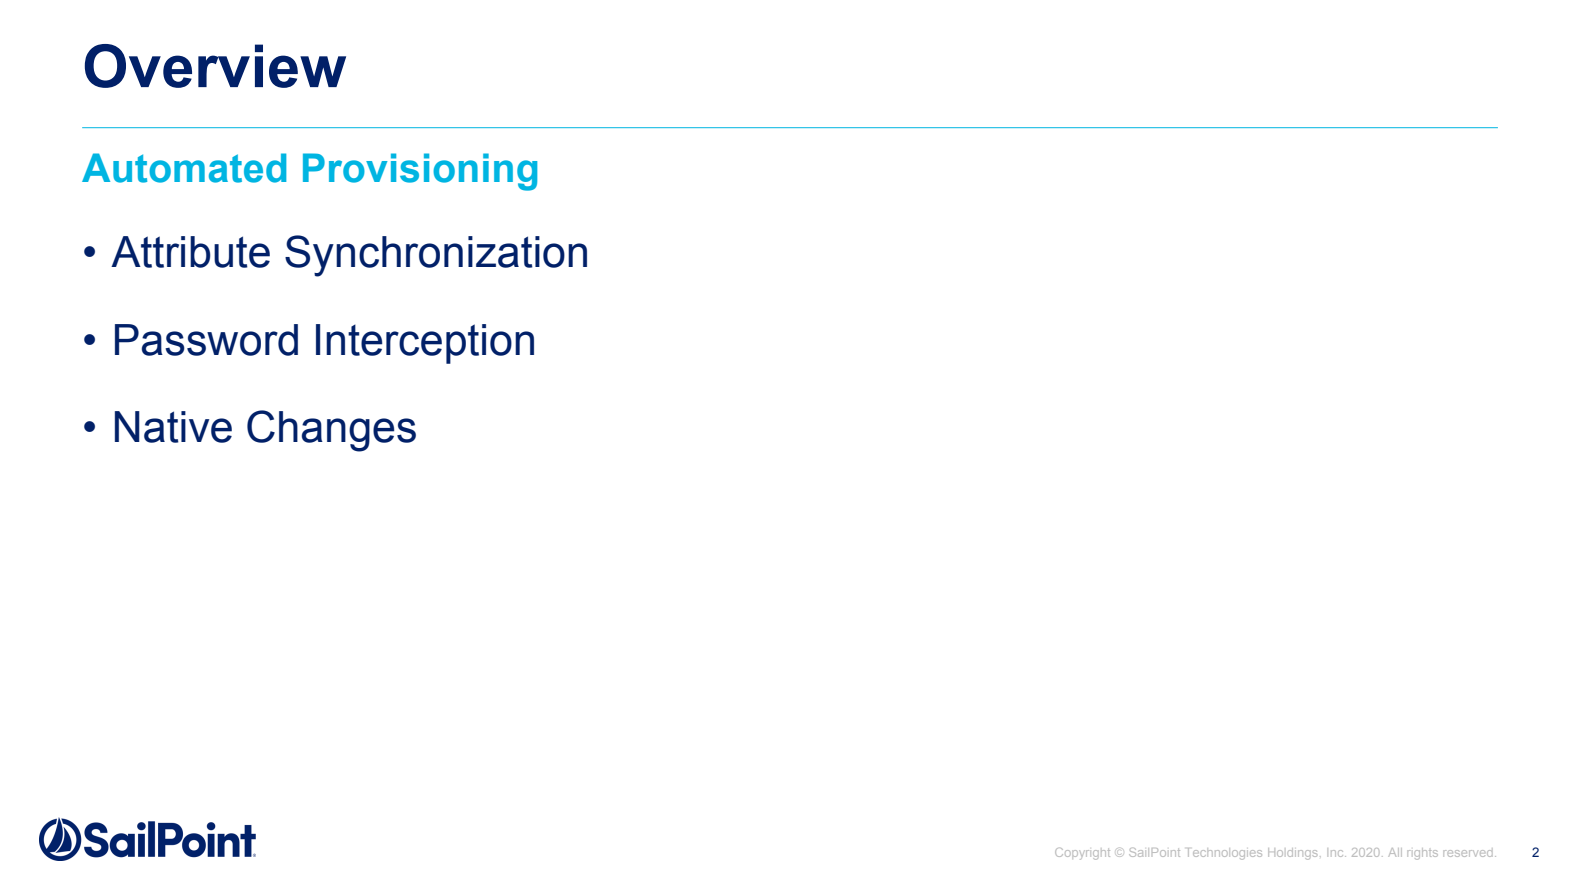 Overview
Automated Provisioning
• Attribute Synchronization
• Password Interception
• Native Changes
SailPoint
Copyright © SailPoint Technologies Holdings, Inc. 2020. All rights reserved. 2